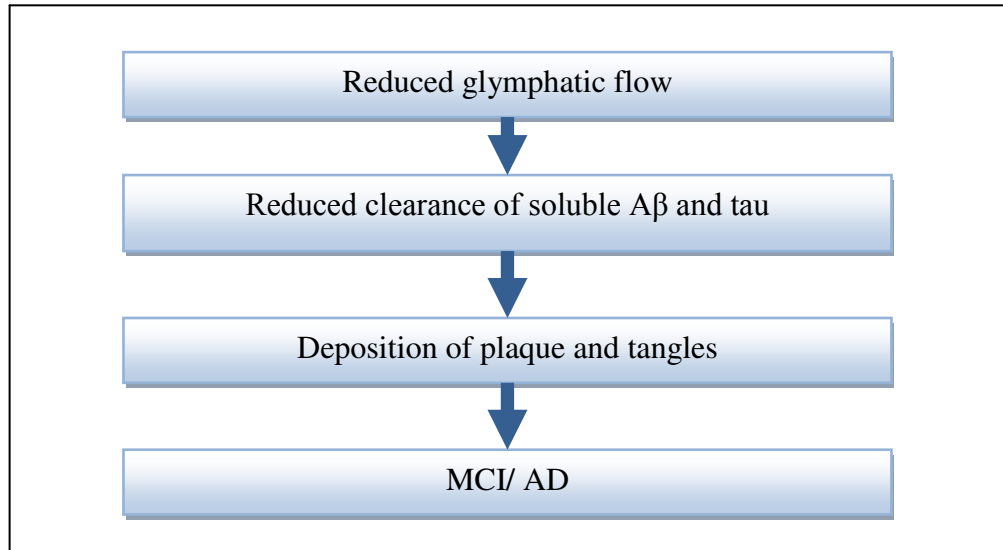 Reduced glymphatic flow
Reduced clearance of soluble Aβ and tau
Deposition of plaque and tangles
MCI/ AD